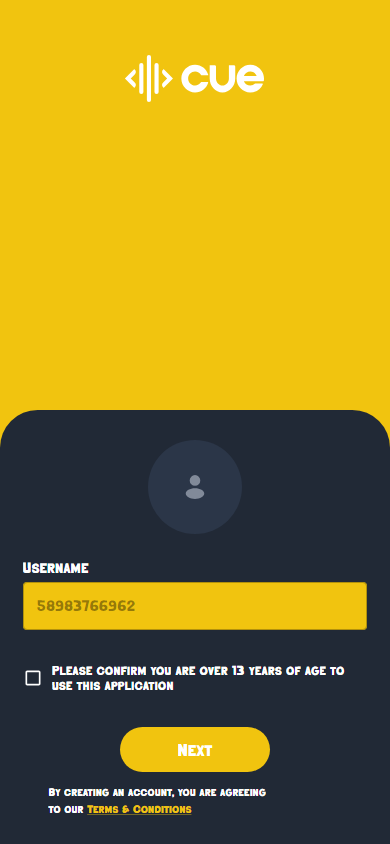 cue
Username
58983766962
Please confirm you are over 13 years of age to
use this application
Next
By creating an account, you are agreeing
to our Terms & Conditions